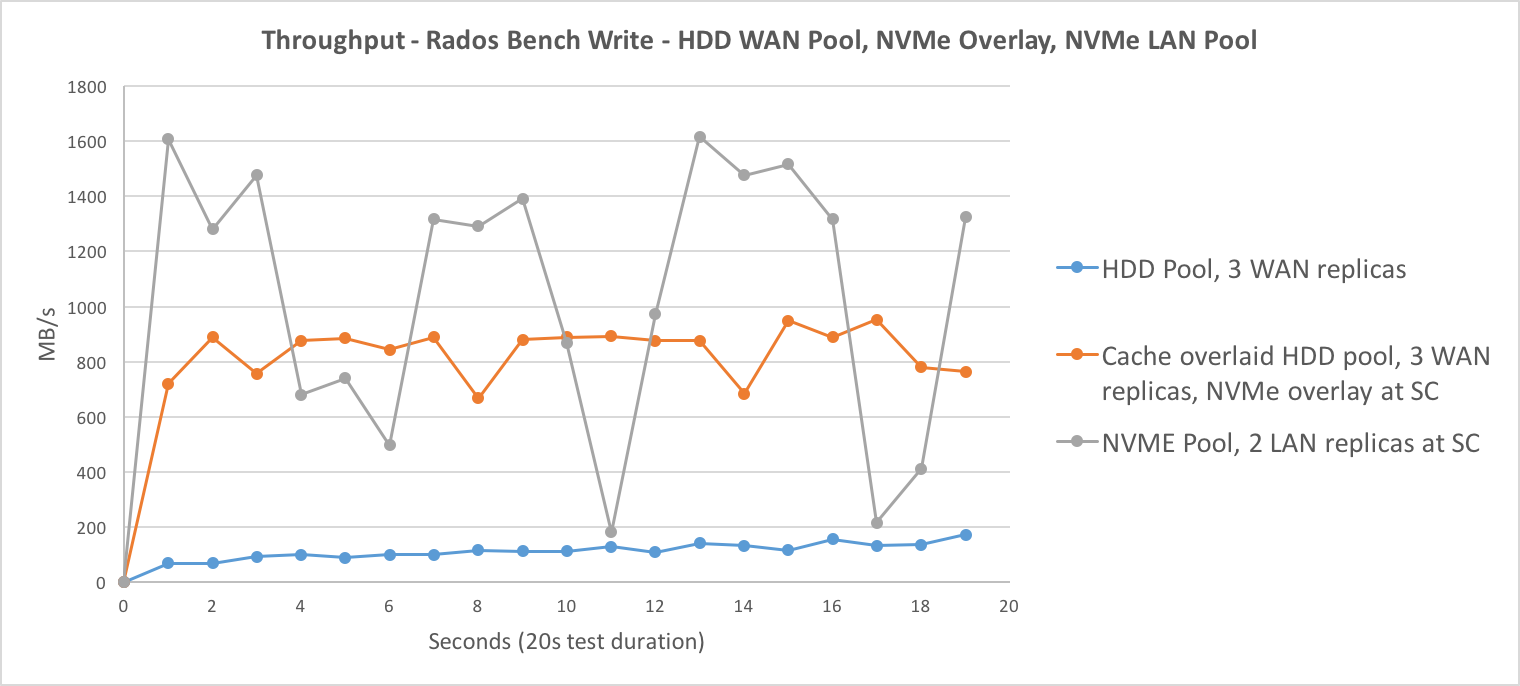 Throughput - Rados Bench Write - HDD WAN Pool, NVMe Overlay, NVMe LAN Pool
1800
1600
1400
1200
1000
800
600
400
200
0
MB/s
0 2 4 6 8 10 12 14 16 18 20
Seconds (20s test duration)
HDD Pool, 3 WAN replicas
Cache overlaid HDD pool, 3 WAN
replicas, NVMe overlay at SC
NVME Pool, 2 LAN replicas at SC